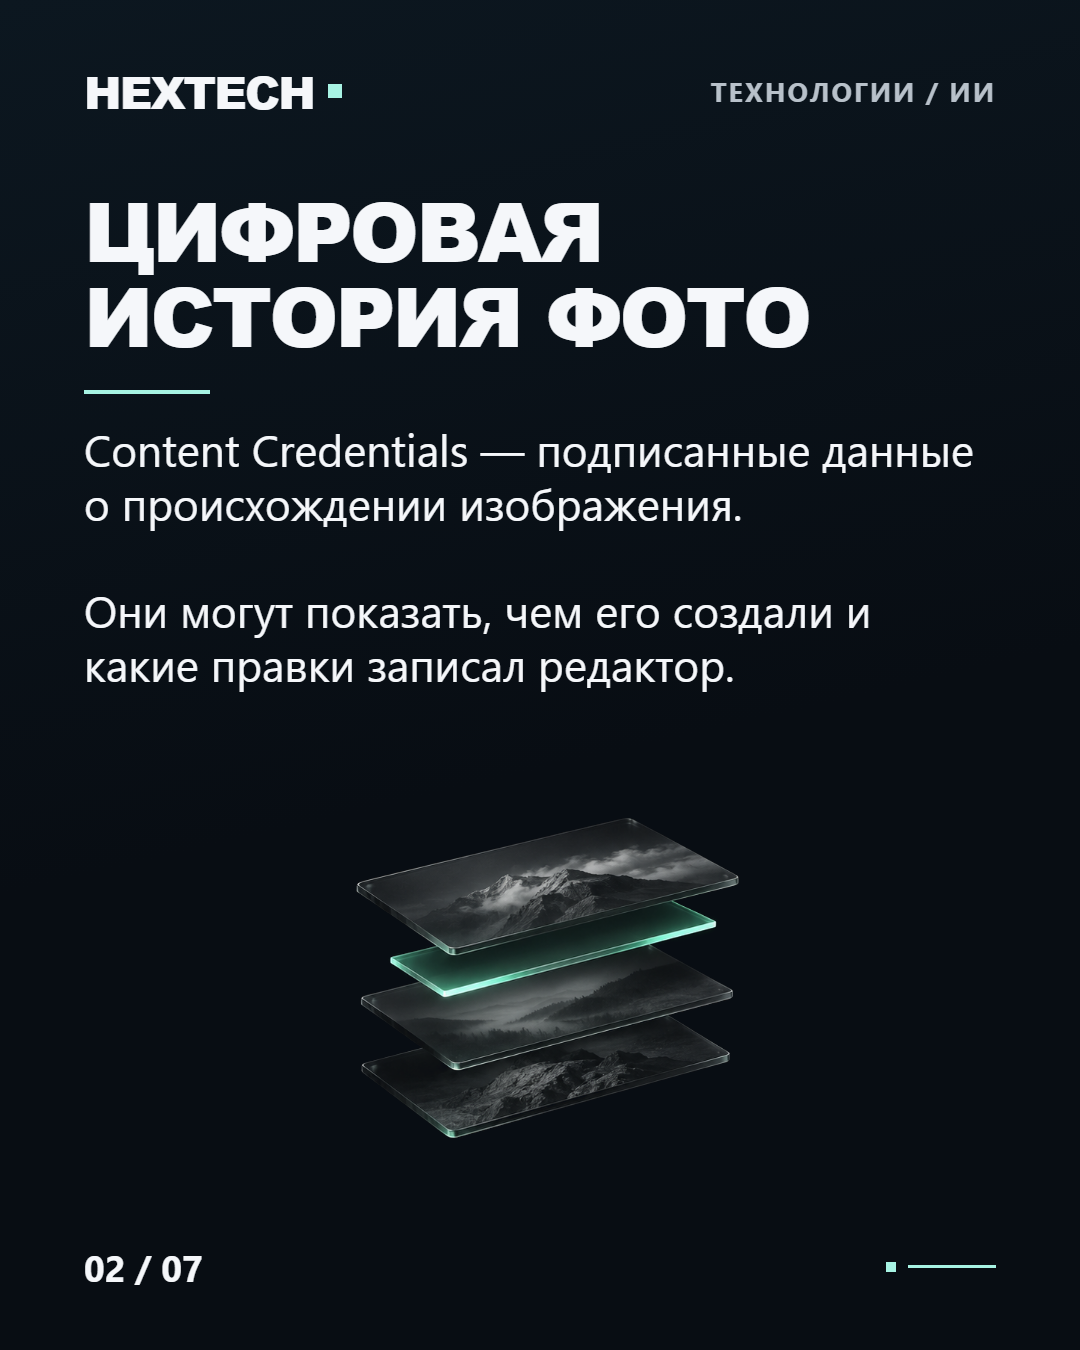 HEXTECH
ТЕХНОЛОГИИ / ИИ
ЦИФРОВАЯ
ИСТОРИЯ ФОТО
Content Credentials — подписанные данные
о происхождении изображения.
Они могут показать, чем его создали и
какие правки записал редактор.
02 / 07